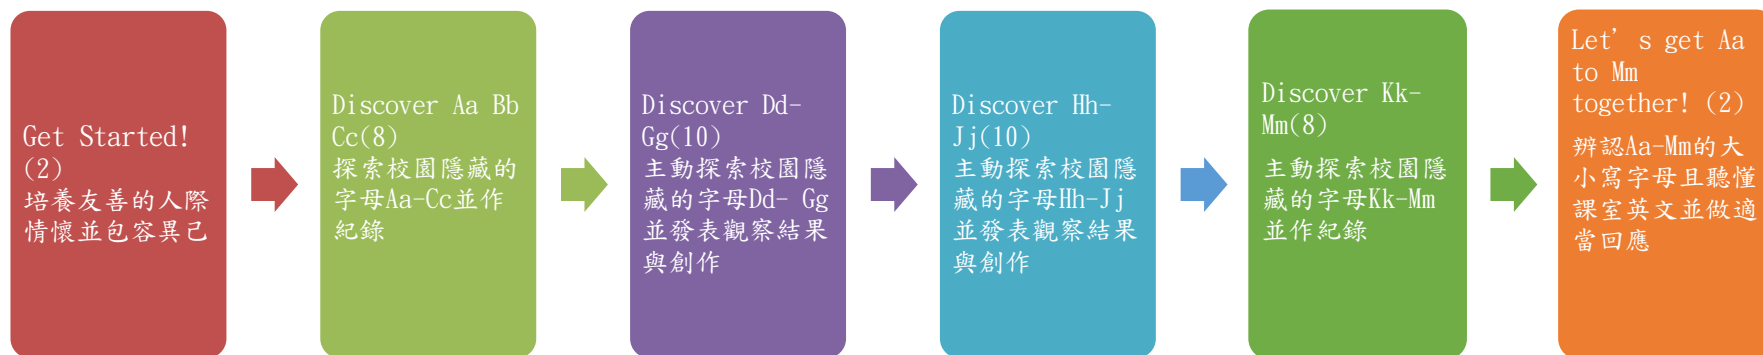 Get Started!
(2)
培養友善的人際
情懷並包容異己
Discover Aa Bb
Cc(8)
探索校園隱藏的
字母Aa-Cc並作
紀錄
Discover Dd-
Gg(10)
主動探索校園隱
藏的字母Dd- Gg
並發表觀察結果
與創作
Discover Hh-
Jj(10)
主動探索校園隱
藏的字母Hh-Jj
並發表觀察結果
與創作
Discover Kk-
Mm(8)
主動探索校園隱
藏的字母Kk-Mm
並作紀錄
Let's get Aa
to Mm
together! (2)
辨認Aa-Mm的大
小寫字母且聽懂
課室英文並做適
當回應